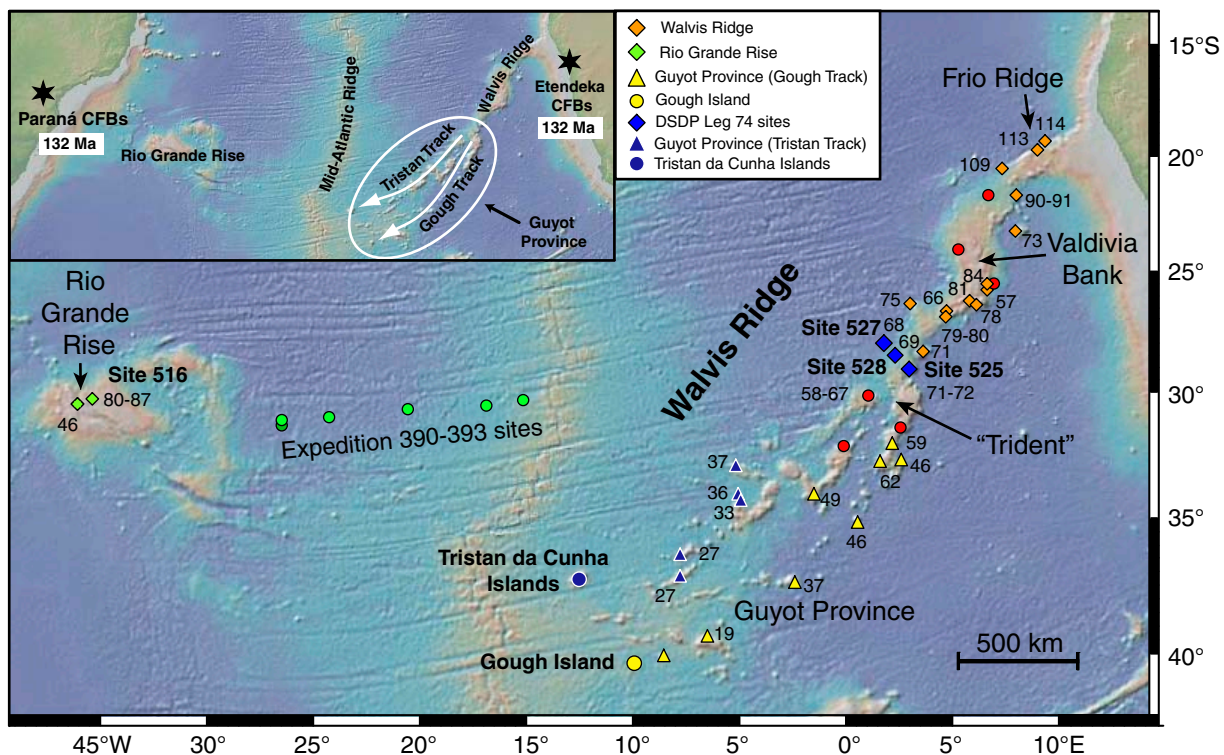 Paraná CFBs
132 Ma
Rio Grande Rise
Mid-Atlantic Ridge
Walvis Ridge
Etendeka
CFBs
132 Ma
Tristan Track
Gough Track
Guyot
Province
Walvis Ridge
Rio Grande Rise
Guyot Province (Gough Track)
Gough Island
DSDP Leg 74 sites
Guyot Province (Tristan Track)
Tristan da Cunha Islands
15°S
20°
25°
30°
35°
40°
Frio Ridge
114
113
109
90-91
73
Valdivia
Bank
84
81
57
66
75
78
79-80
68
Site 527
69
71
Site 528
Site 525
58-67
71-72
Walvis Ridge
“Trident”
Rio
Grande
Rise
Site 516
80-87
46
Expedition 390-393 sites
59
46
62
37
49
36
33
46
27
Tristan da Cunha
Islands
27
37
Guyot Province
19
Gough Island
500 km
45°W
30°
25°
20°
15°
10°
5°
0°
5°
10°E